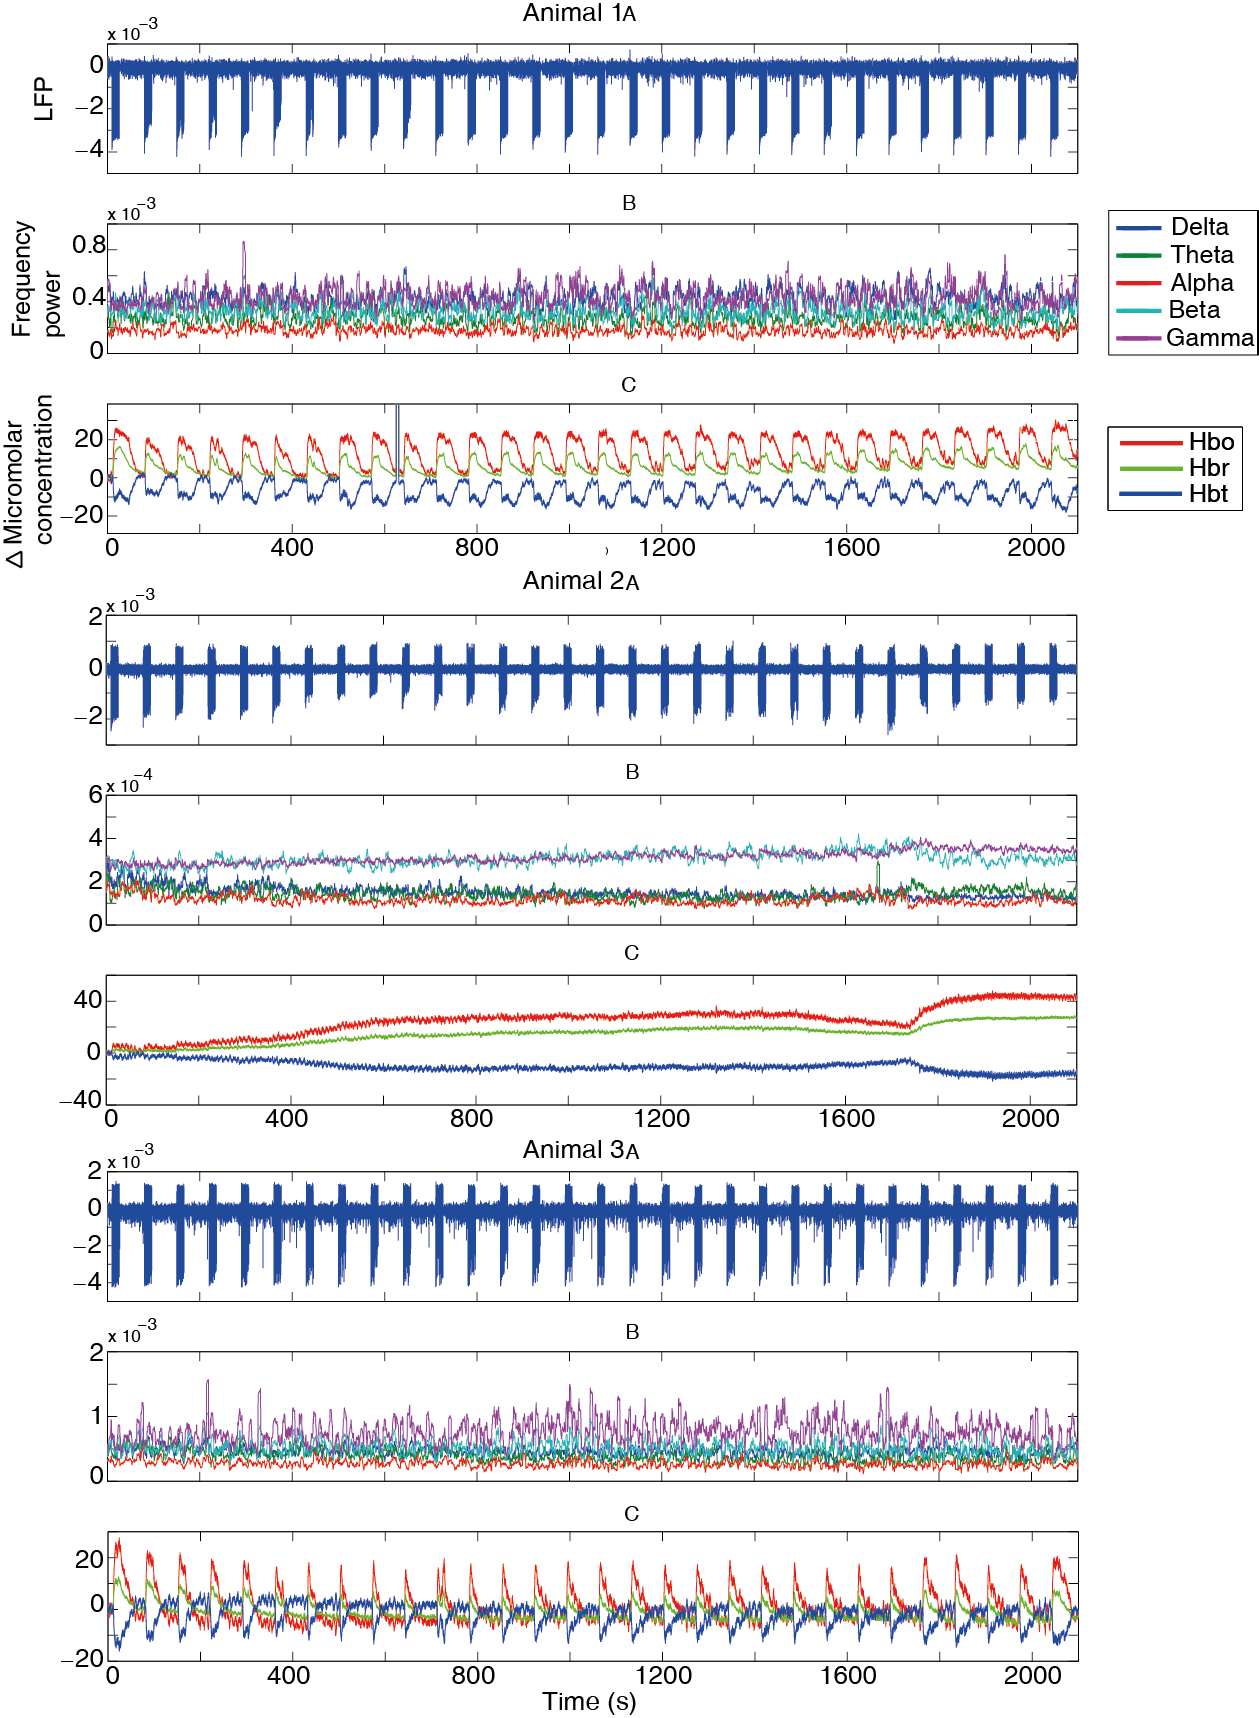 Animal 1A
x 10−3
0
−2
−4
LFP
B
x 10−3
0.8
0.4
0
Frequency
power
Delta
Theta
Alpha
Beta
Gamma
C
20
0
−20
Δ Micromolar
concentration
Hbo
Hbr
Hbt
0 400 800 1200 1600 2000
Animal 2A
x 10−3
2
0
−2
B
x 10−4
6
4
2
0
C
40
0
−40
0 400 800 1200 1600 2000
Animal 3A
x 10−3
2
0
−2
−4
B
x 10−3
2
1
0
C
20
0
−20
0 400 800 1200 1600 2000
Time (s)